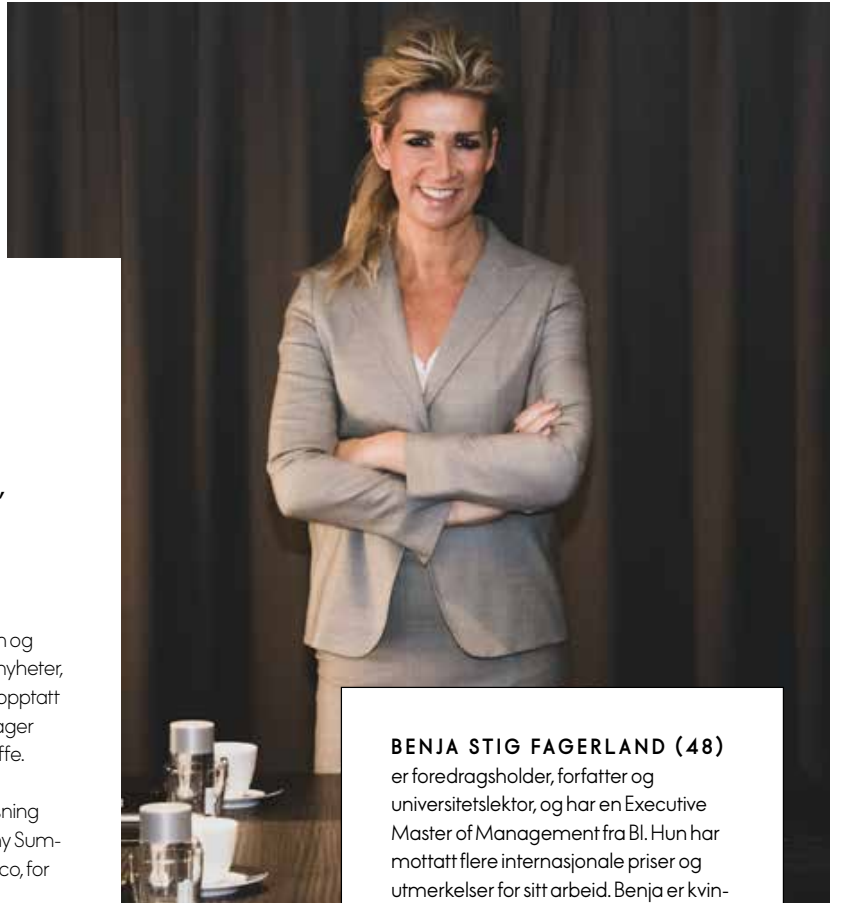 ,
n og
nyheter,
opptatt
ager
ffe.
ning
ny Sum-
co, for
BENJA STIG FAGERLAND (48)
er foredragsholder, forfatter og
universitetslektor, og har en Executive
Master of Management fra BI. Hun har
mottatt flere internasjonale priser og
utmerkelser for sitt arbeid. Benja er kvin-